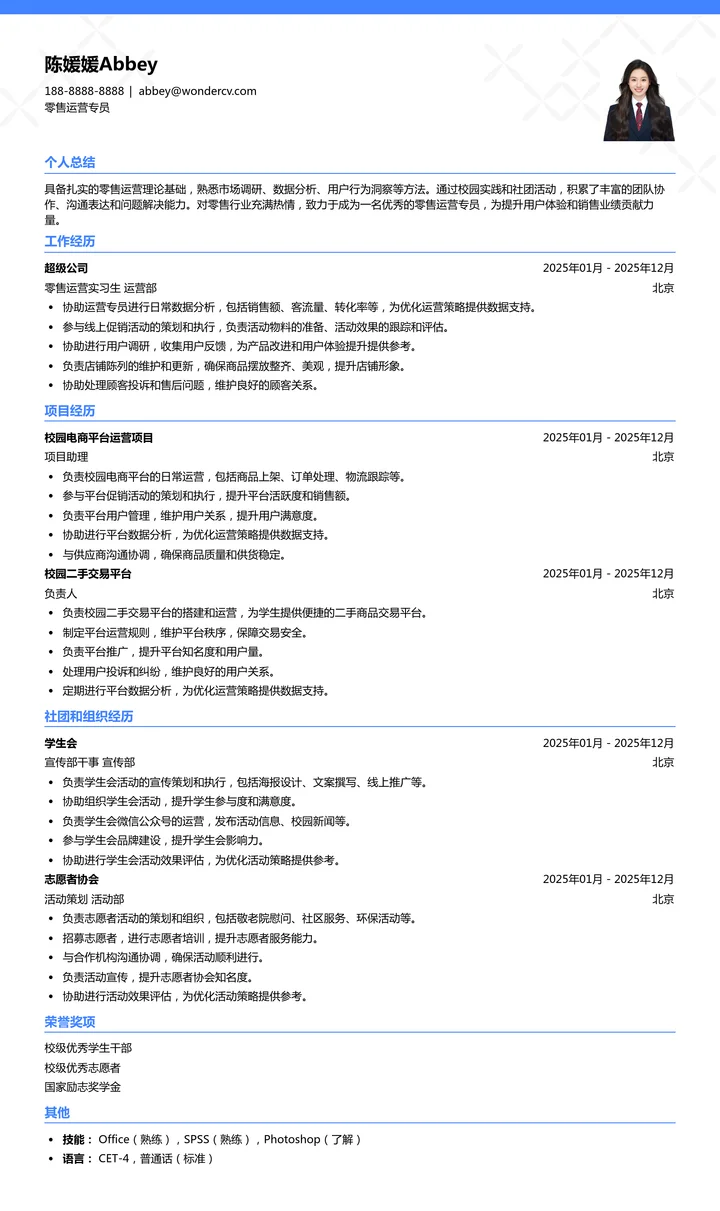 陈媛媛Abbey
188-8888-8888 | abbey@wondercv.com
零售运营专员
个人总结
具备扎实的零售运营理论基础，熟悉市场调研、数据分析、用户行为洞察等方法。通过校园实践和社团活动，积累了丰富的团队协
作、沟通表达和问题解决能力。对零售行业充满热情，致力于成为一名优秀的零售运营专员，为提升用户体验和销售业绩贡献力
量。
工作经历
超级公司 2025年01月 - 2025年12月
零售运营实习生 运营部 北京
• 协助运营专员进行日常数据分析，包括销售额、客流量、转化率等，为优化运营策略提供数据支持。
• 参与线上促销活动的策划和执行，负责活动物料的准备、活动效果的跟踪和评估。
• 协助进行用户调研，收集用户反馈，为产品改进和用户体验提升提供参考。
• 负责店铺陈列的维护和更新，确保商品摆放整齐、美观，提升店铺形象。
• 协助处理顾客投诉和售后问题，维护良好的顾客关系。
项目经历
校园电商平台运营项目 2025年01月 - 2025年12月
项目助理 北京
• 负责校园电商平台的日常运营，包括商品上架、订单处理、物流跟踪等。
• 参与平台促销活动的策划和执行，提升平台活跃度和销售额。
• 负责平台用户管理，维护用户关系，提升用户满意度。
• 协助进行平台数据分析，为优化运营策略提供数据支持。
• 与供应商沟通协调，确保商品质量和供货稳定。
校园二手交易平台 2025年01月 - 2025年12月
负责人 北京
• 负责校园二手交易平台的搭建和运营，为学生提供便捷的二手商品交易平台。
• 制定平台运营规则，维护平台秩序，保障交易安全。
• 负责平台推广，提升平台知名度和用户量。
• 处理用户投诉和纠纷，维护良好的用户关系。
• 定期进行平台数据分析，为优化运营策略提供数据支持。
社团和组织经历
学生会 2025年01月 - 2025年12月
宣传部干事 宣传部 北京
• 负责学生会活动的宣传策划和执行，包括海报设计、文案撰写、线上推广等。
• 协助组织学生会活动，提升学生参与度和满意度。
• 负责学生会微信公众号的运营，发布活动信息、校园新闻等。
• 参与学生会品牌建设，提升学生会影响力。
• 协助进行学生会活动效果评估，为优化活动策略提供参考。
志愿者协会 2025年01月 - 2025年12月
活动策划 活动部 北京
• 负责志愿者活动的策划和组织，包括敬老院慰问、社区服务、环保活动等。
• 招募志愿者，进行志愿者培训，提升志愿者服务能力。
• 与合作机构沟通协调，确保活动顺利进行。
• 负责活动宣传，提升志愿者协会知名度。
• 协助进行活动效果评估，为优化活动策略提供参考。
荣誉奖项
校级优秀学生干部
校级优秀志愿者
国家励志奖学金
其他
• 技能： Office（熟练），SPSS（熟练），Photoshop（了解）
• 语言： CET-4，普通话（标准）